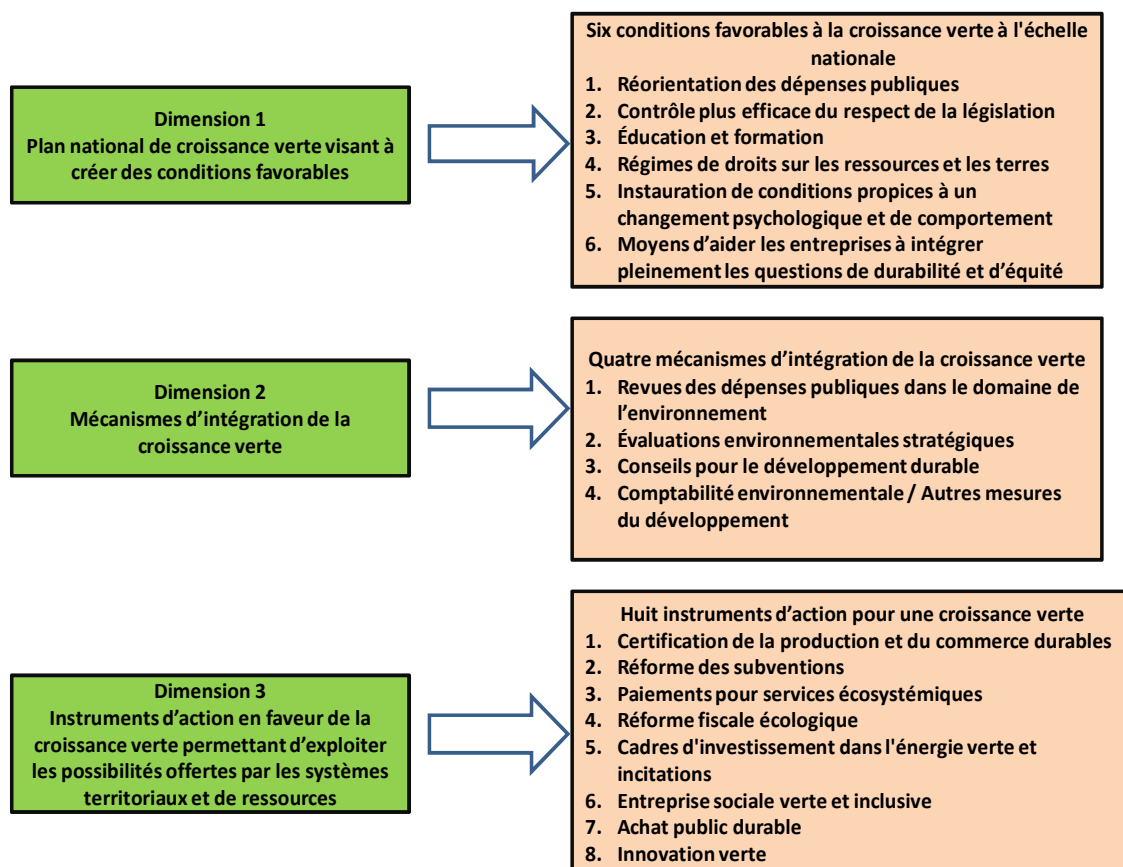 Dimension 1
Plan national de croissance verte visant à
créer des conditions favorables
Six conditions favorables à la croissance verte à l'échelle
nationale
1. Réorientation des dépenses publiques
2. Contrôle plus efficace du respect de la législation
3. Éducation et formation
4. Régimes de droits sur les ressources et les terres
5. Instauration de conditions propices à un
changement psychologique et de comportement
6. Moyens d’aider les entreprises à intégrer
pleinement les questions de durabilité et d’équité
Dimension 2
Mécanismes d’intégration de la
croissance verte
Quatre mécanismes d’intégration de la croissance verte
1. Revues des dépenses publiques dans le domaine de
l’environnement
2. Évaluations environnementales stratégiques
3. Conseils pour le développement durable
4. Comptabilité environnementale / Autres mesures
du développement
Dimension 3
Instruments d’action en faveur de la
croissance verte permettant d’exploiter
les possibilités offertes par les systèmes
territoriaux et de ressources
Huit instruments d’action pour une croissance verte
1. Certification de la production et du commerce durables
2. Réforme des subventions
3. Paiements pour services écosystémiques
4. Réforme fiscale écologique
5. Cadres d'investissement dans l'énergie verte et
incitations
6. Entreprise sociale verte et inclusive
7. Achat public durable
8. Innovation verte